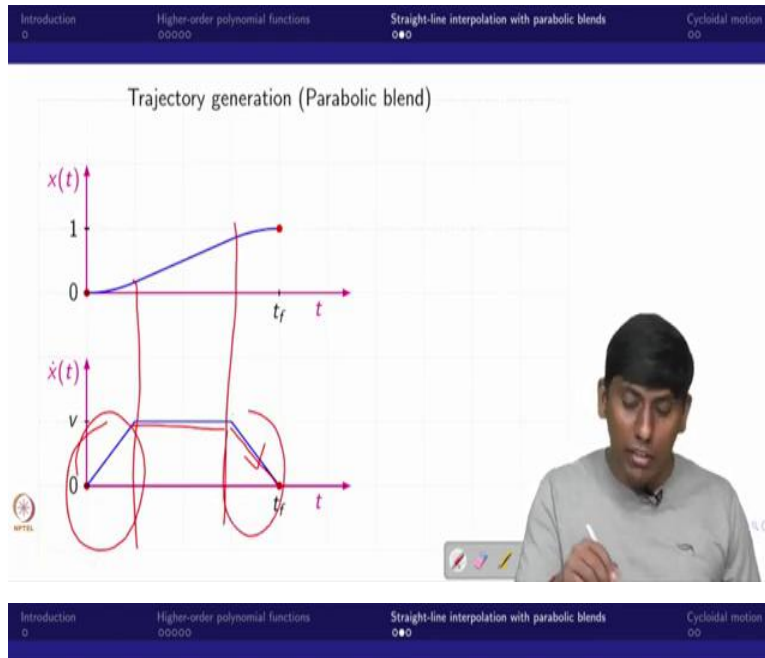 Introduction Higher-order polynomial functions Straight-line interpolation with parabolic blends Cycloidal motion
Trajectory generation (Parabolic blend)
x(t)
1
0
t_f t
ẋ(t)
v
0
t_f t
NPTEL
Introduction Higher-order polynomial functions Straight-line interpolation with parabolic blends Cycloidal motion